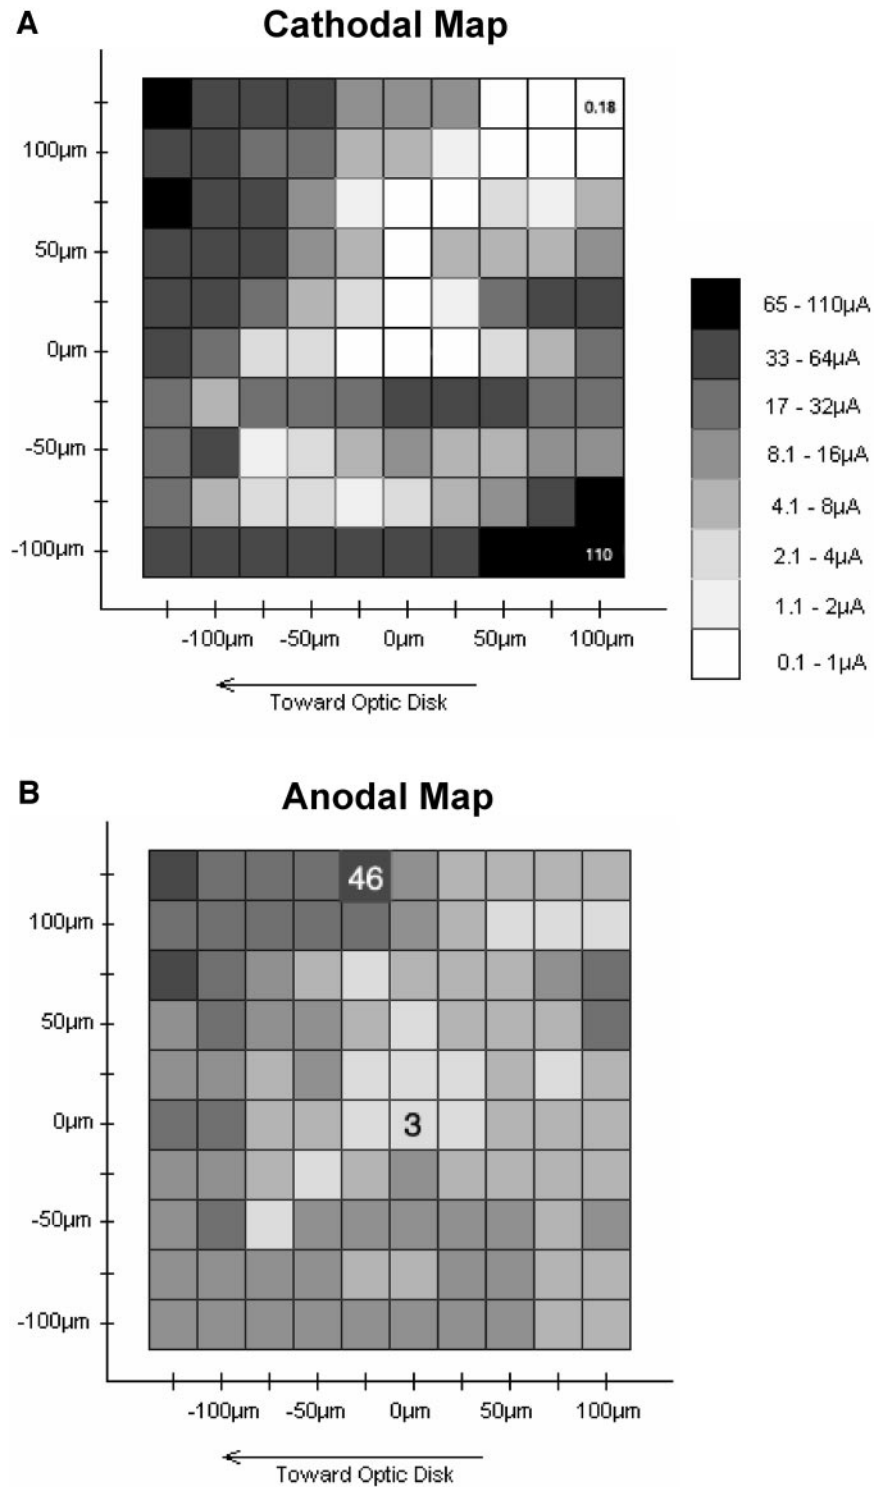 A
Cathodal Map
0.18
100µm
50µm
0µm
-50µm
-100µm
110
-100µm -50µm 0µm 50µm 100µm
Toward Optic Disk
65 - 110µA
33 - 64µA
17 - 32µA
8.1 - 16µA
4.1 - 8µA
2.1 - 4µA
1.1 - 2µA
0.1 - 1µA
B
Anodal Map
46
100µm
50µm
0µm
3
-50µm
-100µm
-100µm -50µm 0µm 50µm 100µm
Toward Optic Disk